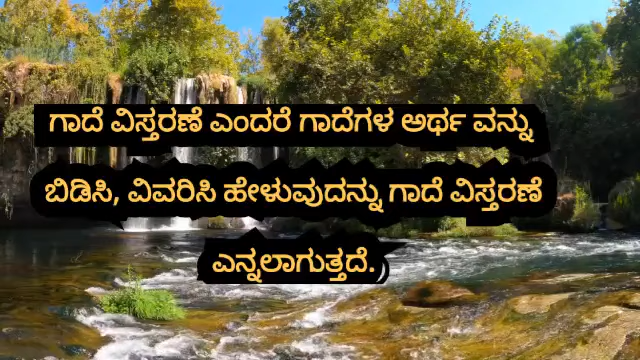 ಗಾದೆ ವಿಸ್ತರಣೆ ಎಂದರೆ ಗಾದೆಗಳ ಅರ್ಥ ವನ್ನು
ಬಿಡಿಸಿ, ವಿವರಿಸಿ ಹೇಳುವುದನ್ನು ಗಾದೆ ವಿಸ್ತರಣೆ
ಎನ್ನಲಾಗುತ್ತದೆ.)